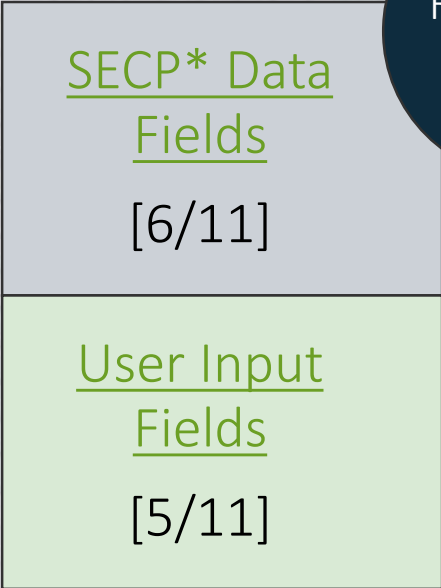 SECP* Data
Fields
[6/11]
User Input
Fields
[5/11]